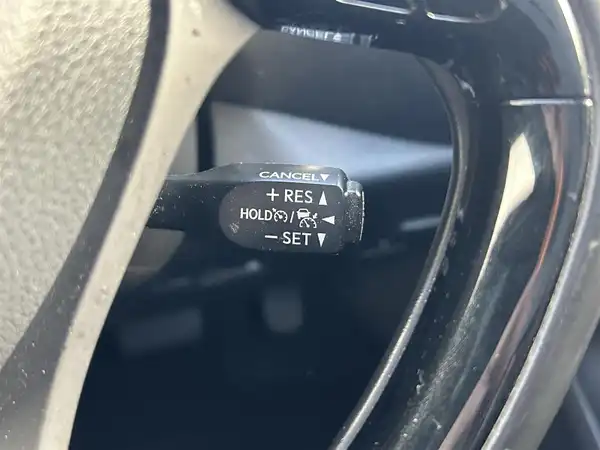 CANCEL▼
+ RES ▲
HOLD / ◄
− SET ▼